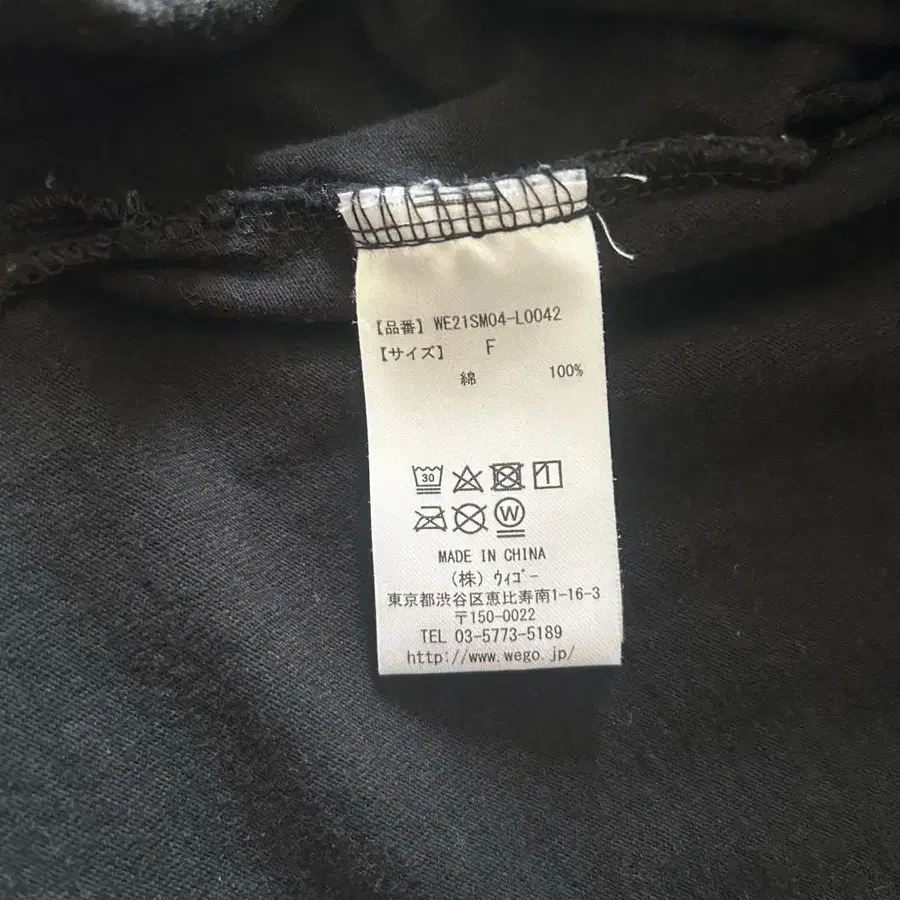 【品番】 WE21SM04-L0042
【サイズ】 F
綿 100%
30
W
MADE IN CHINA
(株) ウィゴー
東京都渋谷区恵比寿南1-16-3
〒150-0022
TEL 03-5773-5189
http://www.wego.jp/